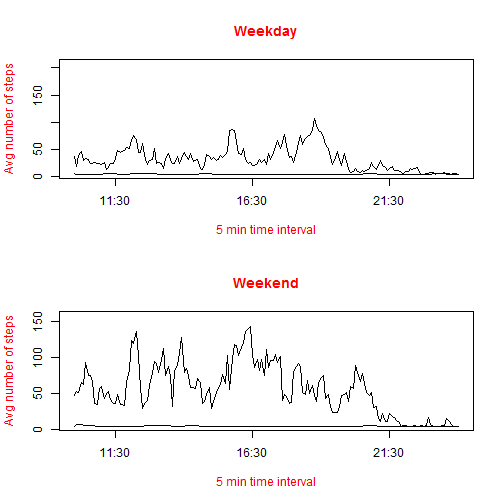 Weekday
Avg number of steps
0
50
150
11:30
16:30
21:30
5 min time interval
Weekend
Avg number of steps
0
50
100
150
11:30
16:30
21:30
5 min time interval